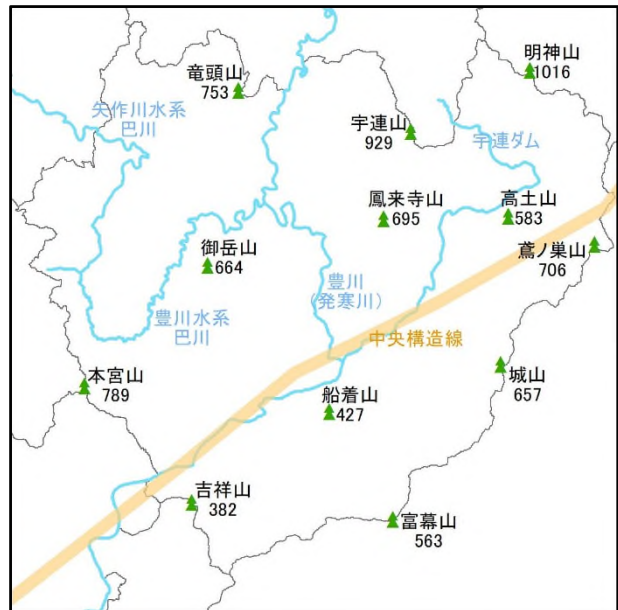 明神山
1016
竜頭山
753
矢作川水系
巴川
宇連山
929
宇連ダム
鳳来寺山
695
高土山
583
御岳山
664
鳶ノ巣山
706
豊川
(発寒川)
豊川水系
巴川
中央構造線
本宮山
789
城山
657
船着山
427
吉祥山
382
富幕山
563